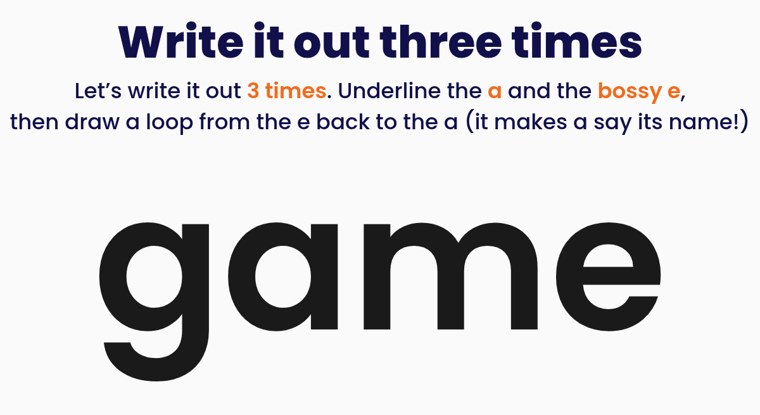 Write it out three times
Let’s write it out 3 times. Underline the a and the bossy e,
then draw a loop from the e back to the a (it makes a say its name!)
game